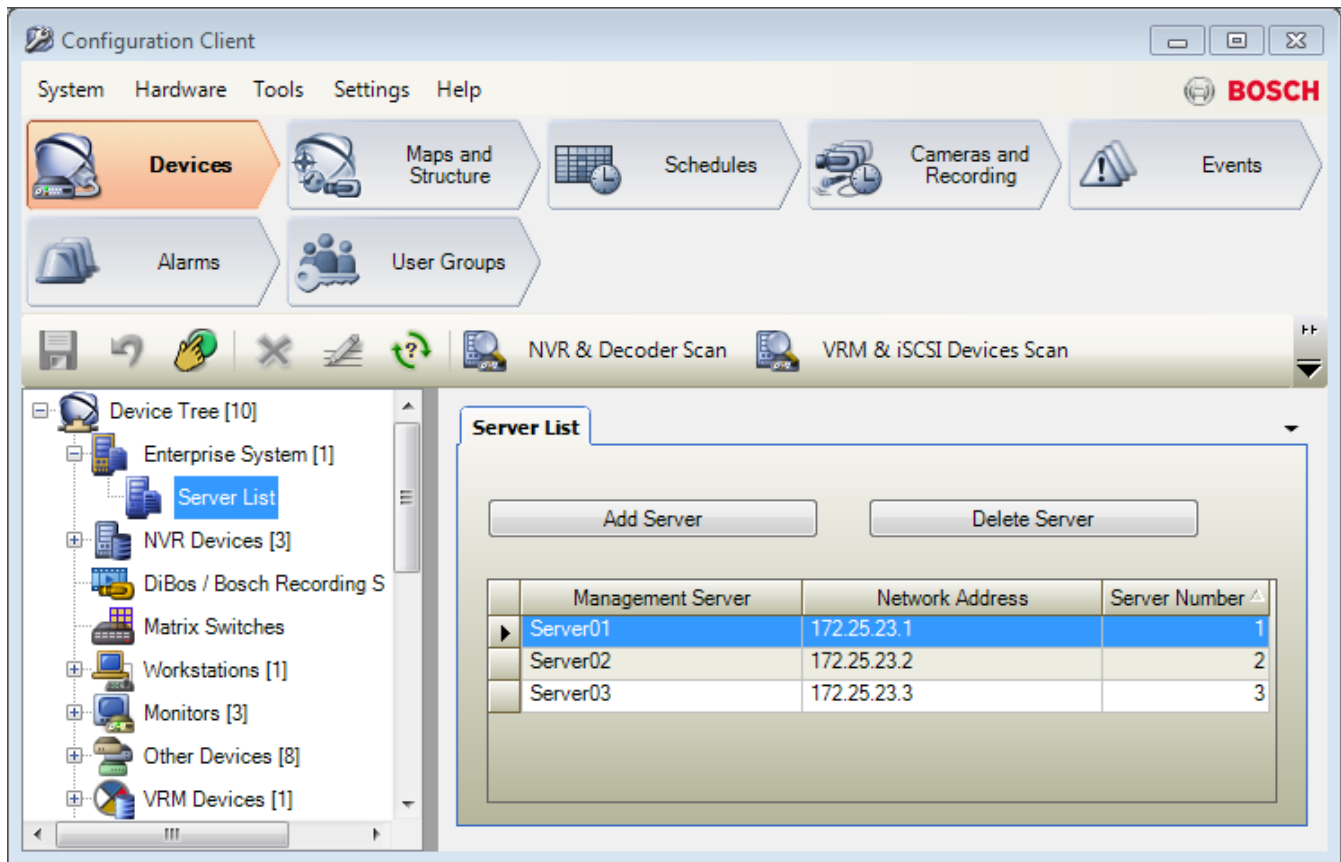 Configuration Client
System Hardware Tools Settings Help
BOSCH
Devices
Maps and
Structure
Schedules
Cameras and
Recording
Events
Alarms
User Groups
NVR & Decoder Scan VRM & iSCSI Devices Scan
Device Tree [10]
Enterprise System [1]
Server List
NVR Devices [3]
DiBos / Bosch Recording S
Matrix Switches
Workstations [1]
Monitors [3]
Other Devices [8]
VRM Devices [1]
Server List
Add Server Delete Server
Management Server Network Address Server Number
Server01 172.25.23.1 1
Server02 172.25.23.2 2
Server03 172.25.23.3 3